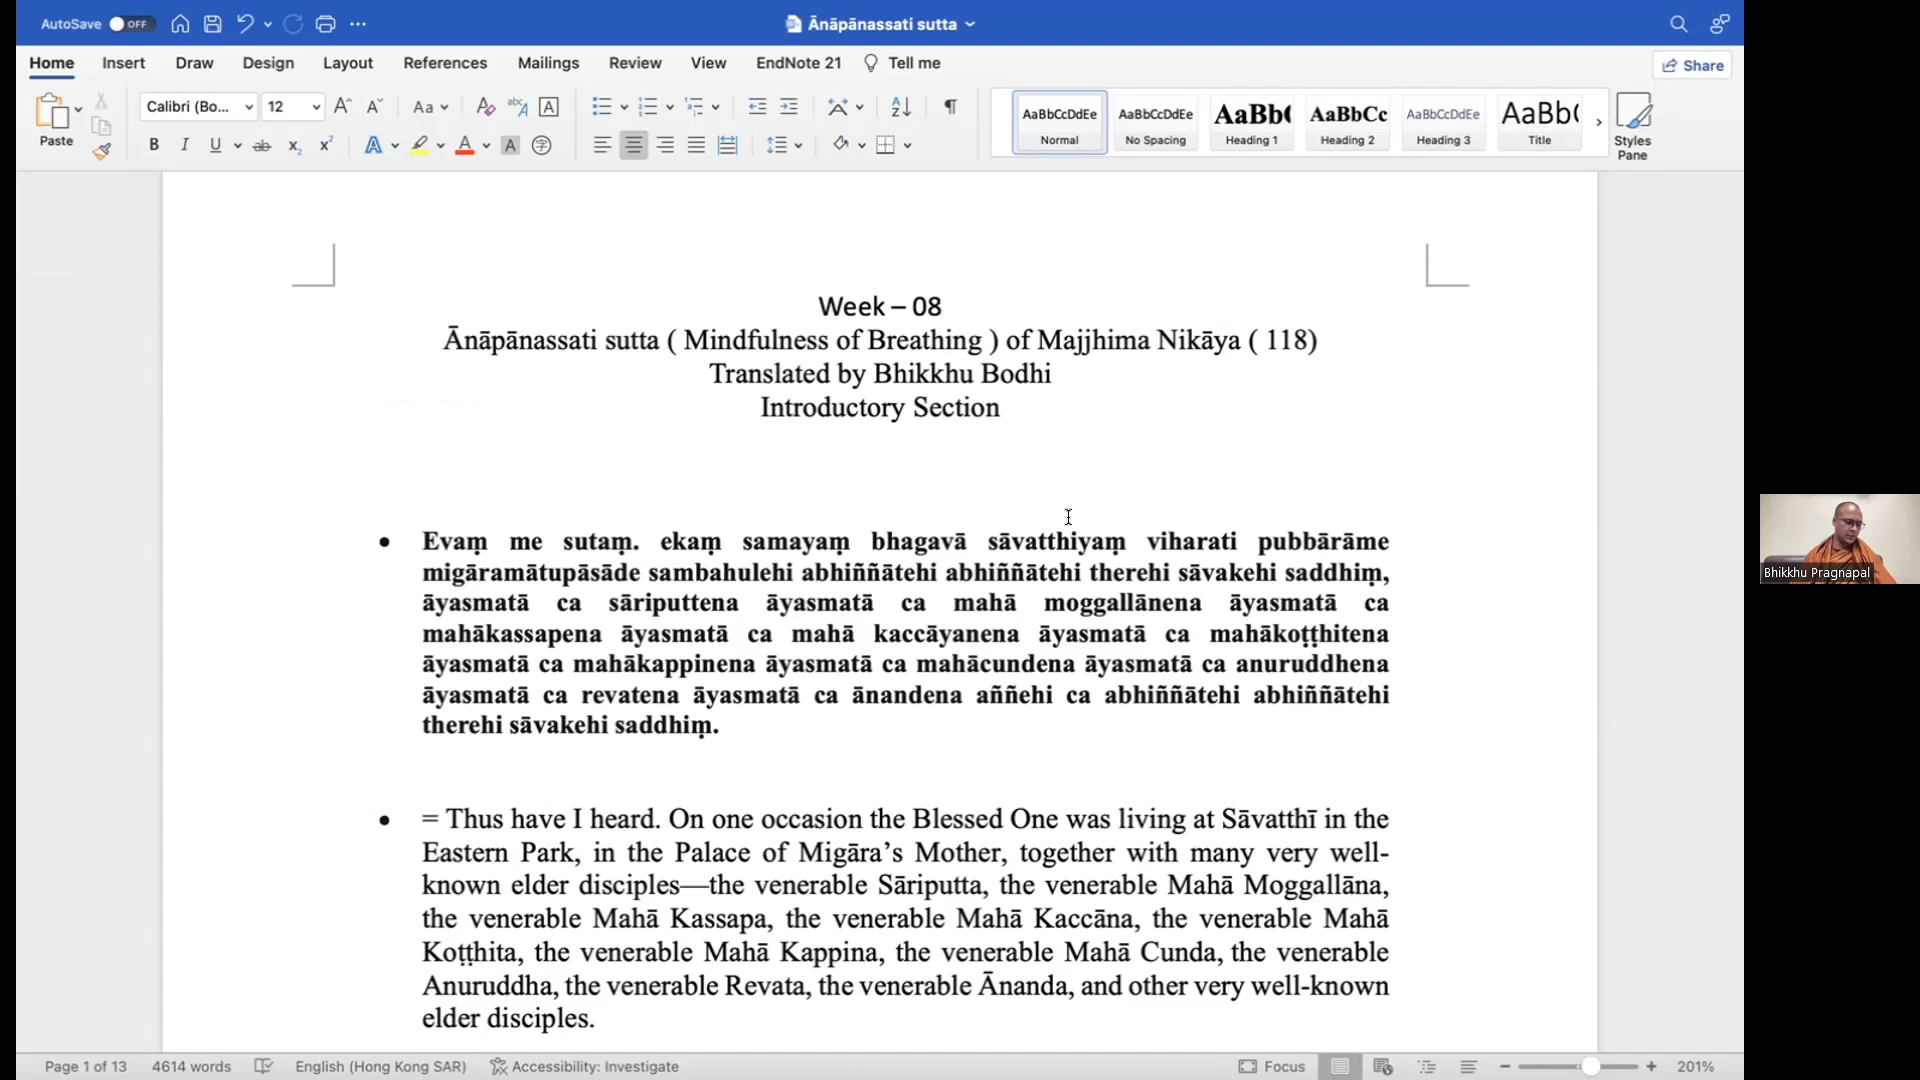 AutoSave OFF
Ānāpānassati sutta
Home Insert Draw Design Layout References Mailings Review View EndNote 21 Tell me
Share
Paste
Calibri (Bo... 12
AaBbCcDdEe AaBbCcDdEe AaBb( AaBbCc AaBbCcDdEe AaBb(
Normal No Spacing Heading 1 Heading 2 Heading 3 Title
Styles
Pane
Week – 08
Ānāpānassati sutta ( Mindfulness of Breathing ) of Majjhima Nikāya ( 118)
Translated by Bhikkhu Bodhi
Introductory Section
• Evaṃ me sutaṃ. ekaṃ samayaṃ bhagavā sāvatthiyaṃ viharati pubbārāme
migāramātupāsāde sambahulehi abhiññātehi abhiññātehi therehi sāvakehi saddhiṃ,
āyasmatā ca sāriputtena āyasmatā ca mahā moggallānena āyasmatā ca
mahākassapena āyasmatā ca mahā kaccāyanena āyasmatā ca mahākoṭṭhitena
āyasmatā ca mahākappinena āyasmatā ca mahācundena āyasmatā ca anuruddhena
āyasmatā ca revatena āyasmatā ca ānandena aññehi ca abhiññātehi abhiññātehi
therehi sāvakehi saddhiṃ.
• = Thus have I heard. On one occasion the Blessed One was living at Sāvatthī in the
Eastern Park, in the Palace of Migāra’s Mother, together with many very well-
known elder disciples—the venerable Sāriputta, the venerable Mahā Moggallāna,
the venerable Mahā Kassapa, the venerable Mahā Kaccāna, the venerable Mahā
Koṭṭhita, the venerable Mahā Kappina, the venerable Mahā Cunda, the venerable
Anuruddha, the venerable Revata, the venerable Ānanda, and other very well-known
elder disciples.
Bhikkhu Pragnapal
Page 1 of 13 4614 words English (Hong Kong SAR) Accessibility: Investigate Focus 201%